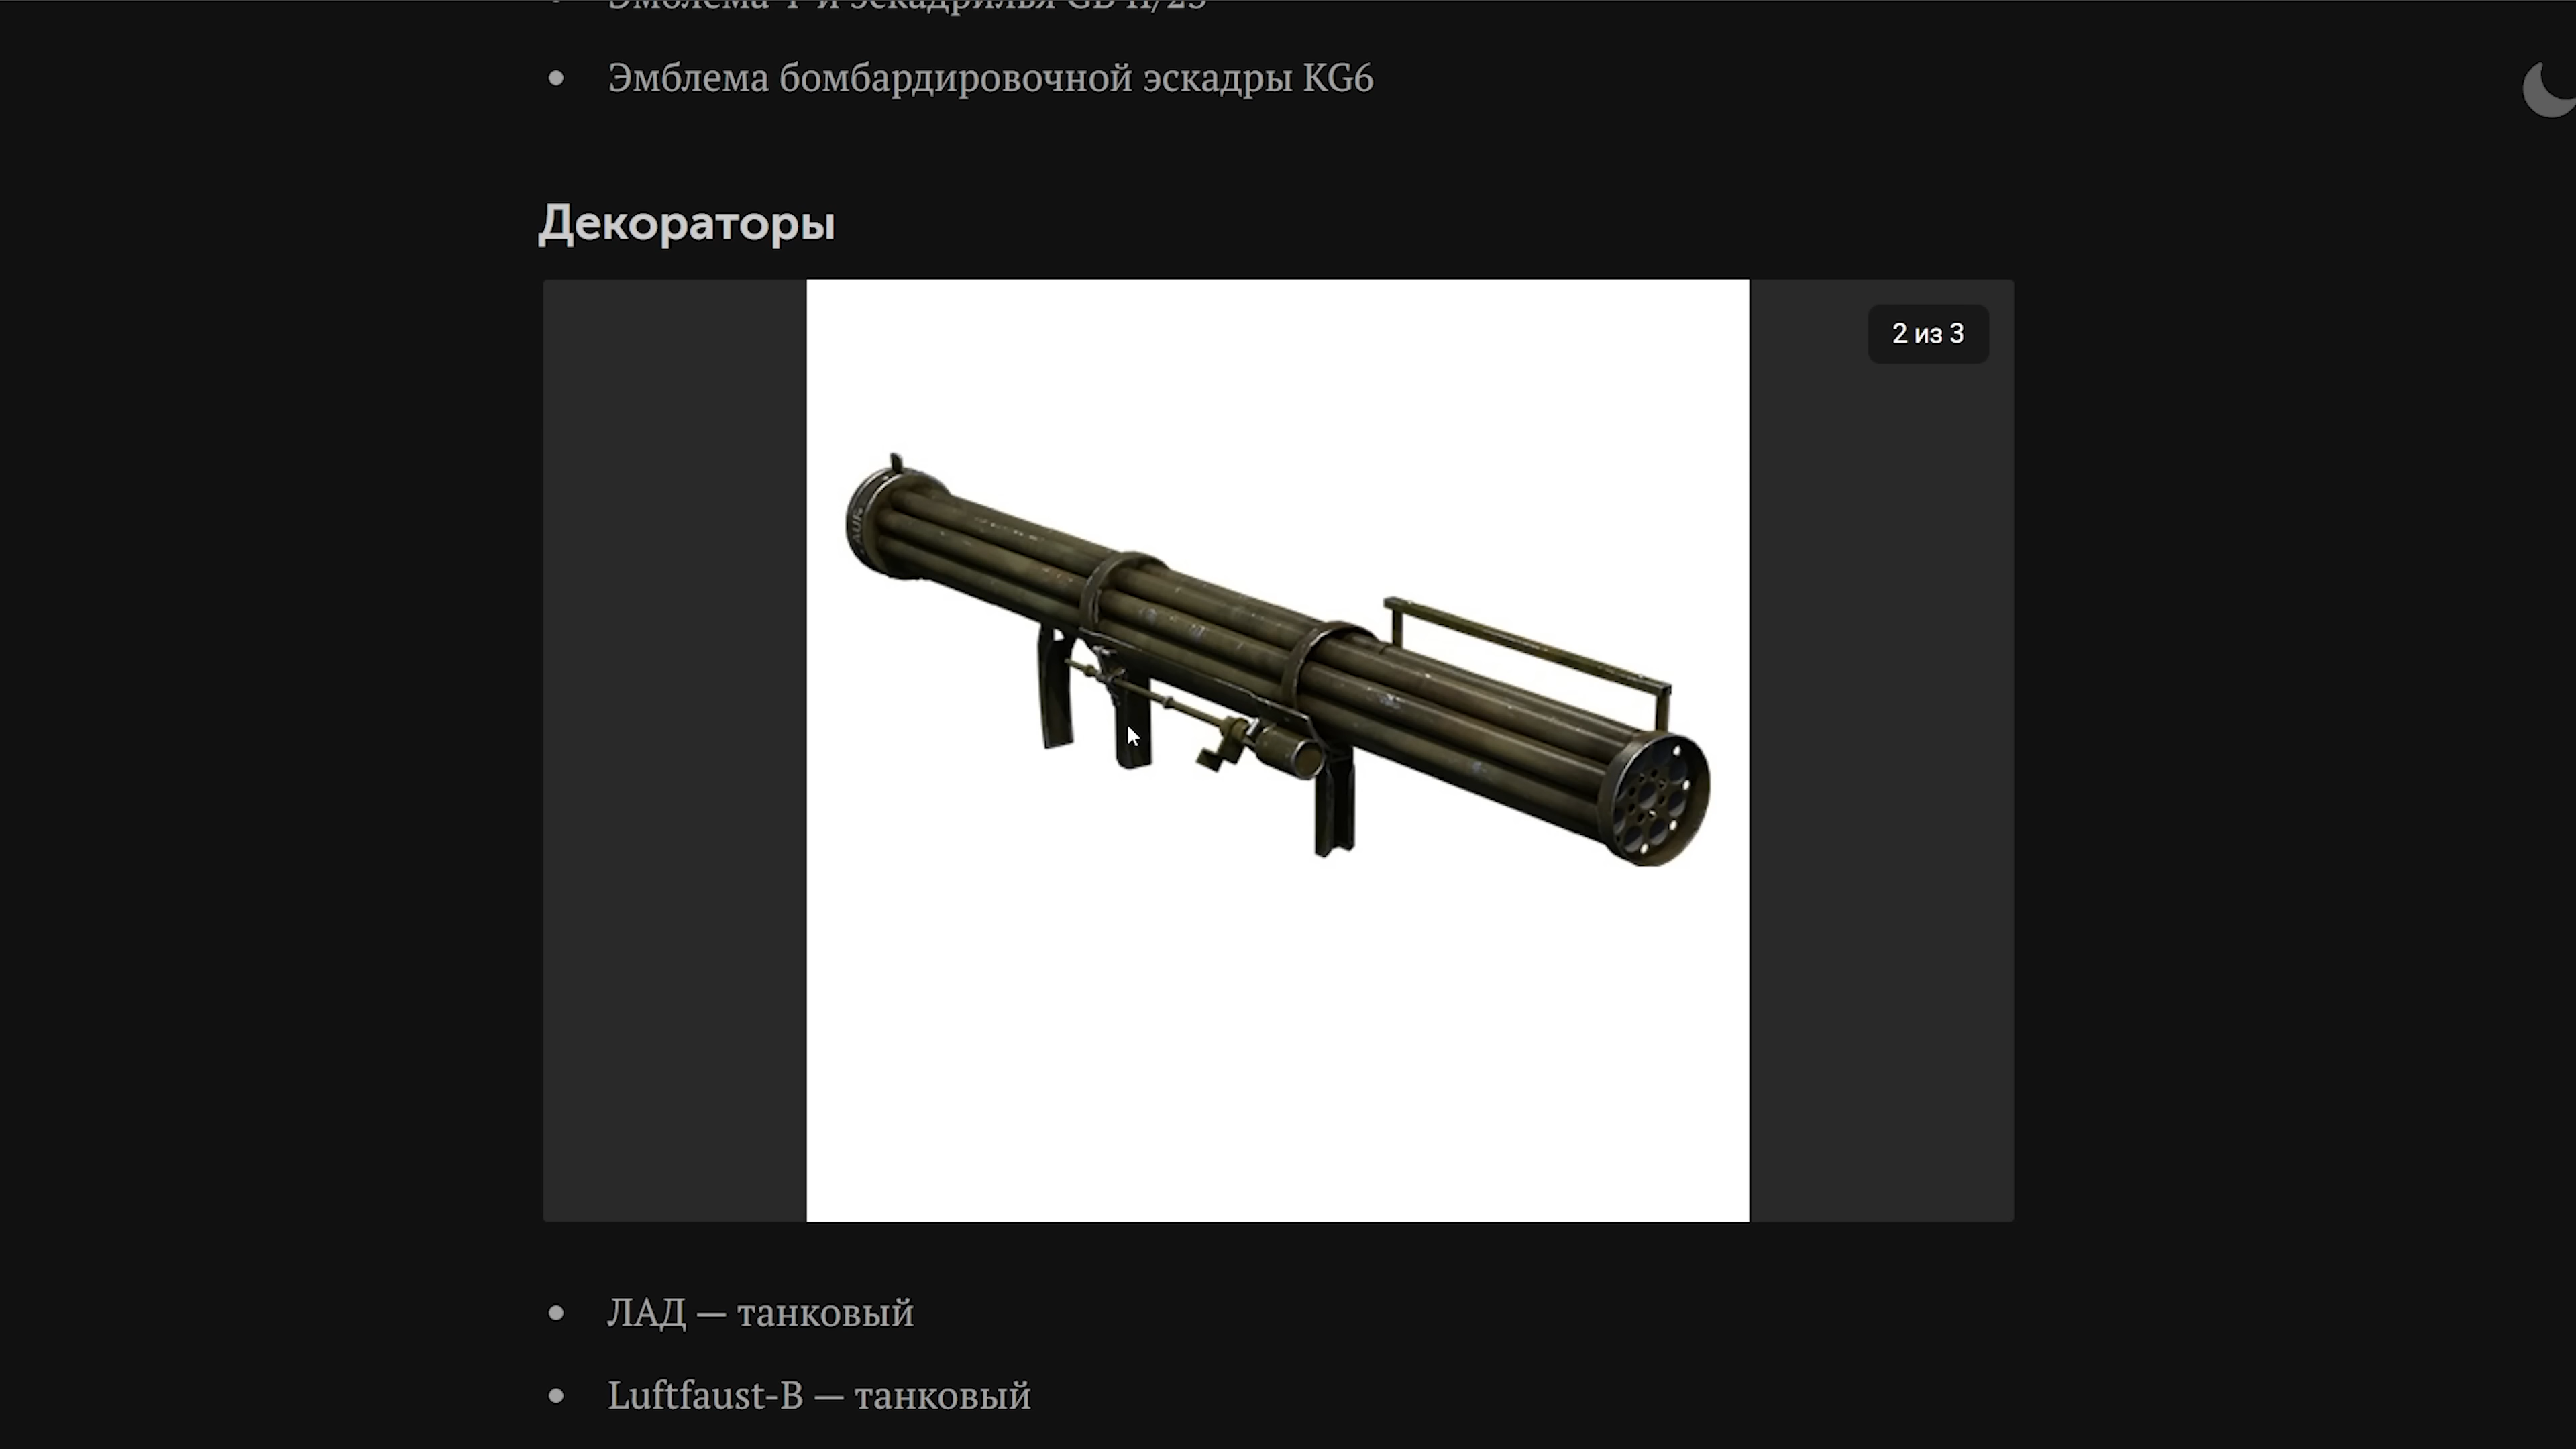 Эмблема бомбардировочной эскадры KG6
Декораторы
2 из 3
ЛАД — танковый
Luftfaust-B — танковый